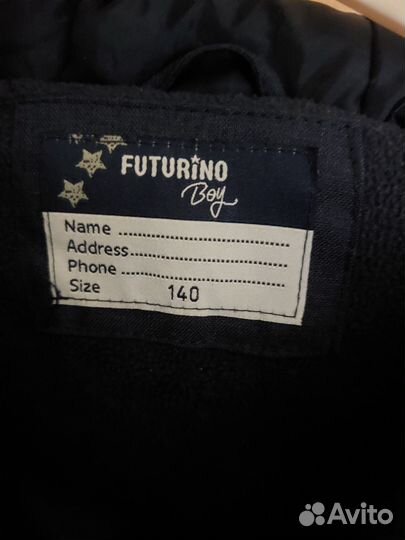 FUTURINO
Boy
Name ................................
Address..........................
Phone ............................
Size 140
Avito